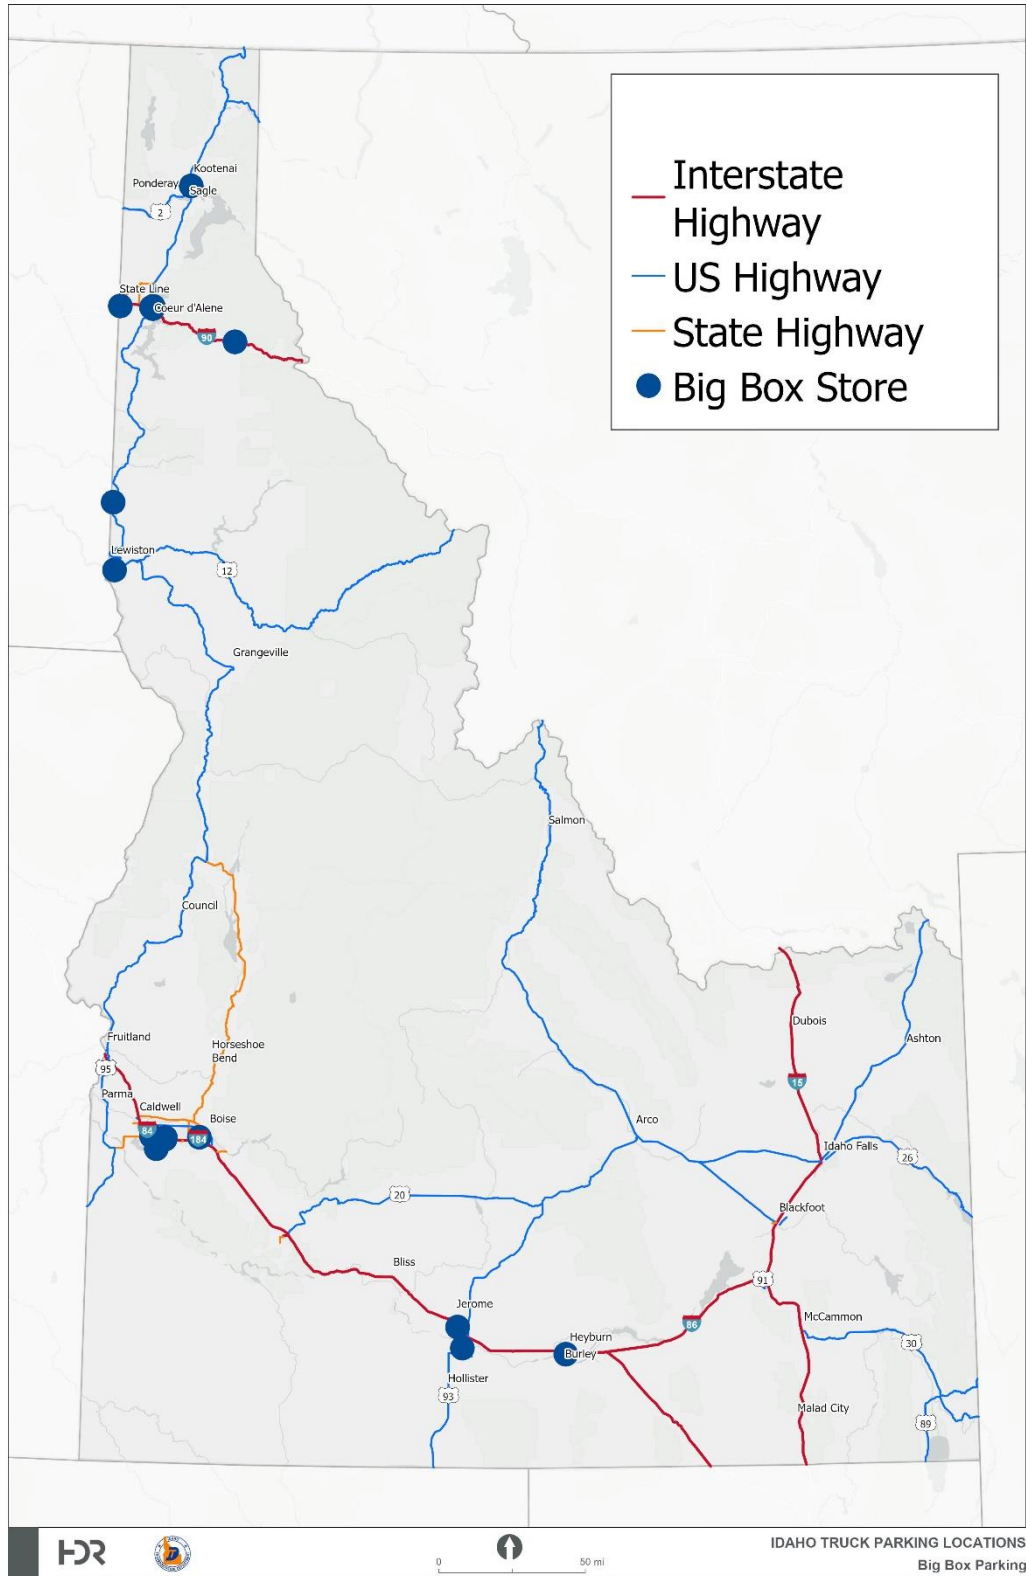 Interstate
Highway
US Highway
State Highway
Big Box Store
Kootenai
Ponderay
Sagle
2
State Line
Coeur d'Alene
90
Lewiston
12
Grangeville
Salmon
Council
Fruitland
95
Horseshoe
Bend
Dubois
Ashton
15
Parma
Caldwell
Boise
84
184
Arco
Idaho Falls
26
20
Blackfoot
Bliss
91
Jerome
McCammon
86
Heyburn
Burley
30
Hollister
93
Malad City
89
HDR
0
50 mi
IDAHO TRUCK PARKING LOCATIONS
Big Box Parking